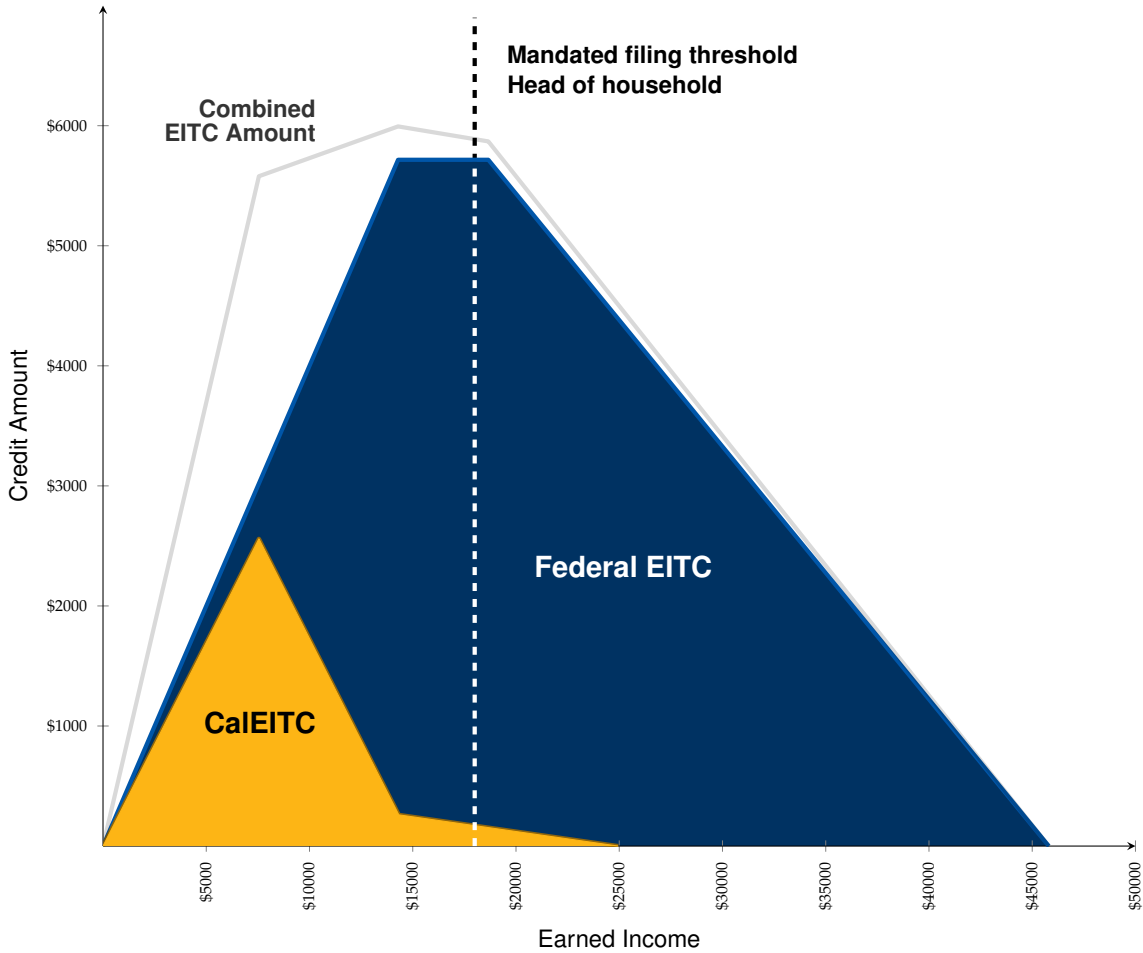 Mandated filing threshold
Head of household
Combined
EITC Amount
$6000
$5000
$4000
$3000
$2000
$1000
Credit Amount
Federal EITC
CalEITC
$5000
$10000
$15000
$20000
$25000
$30000
$35000
$40000
$45000
$50000
Earned Income